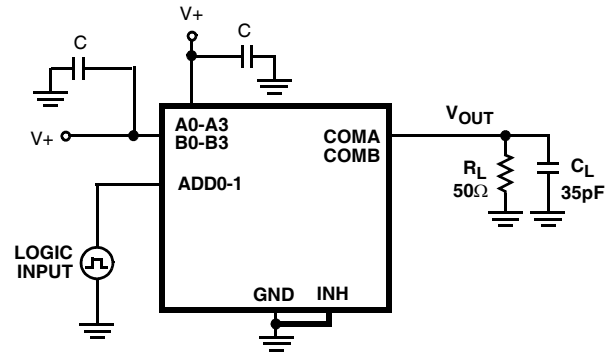 V+
C
C
V+
A0-A3
B0-B3
COMA
COMB
VOUT
ADD0-1
RL
50Ω
CL
35pF
LOGIC
INPUT
GND
INH